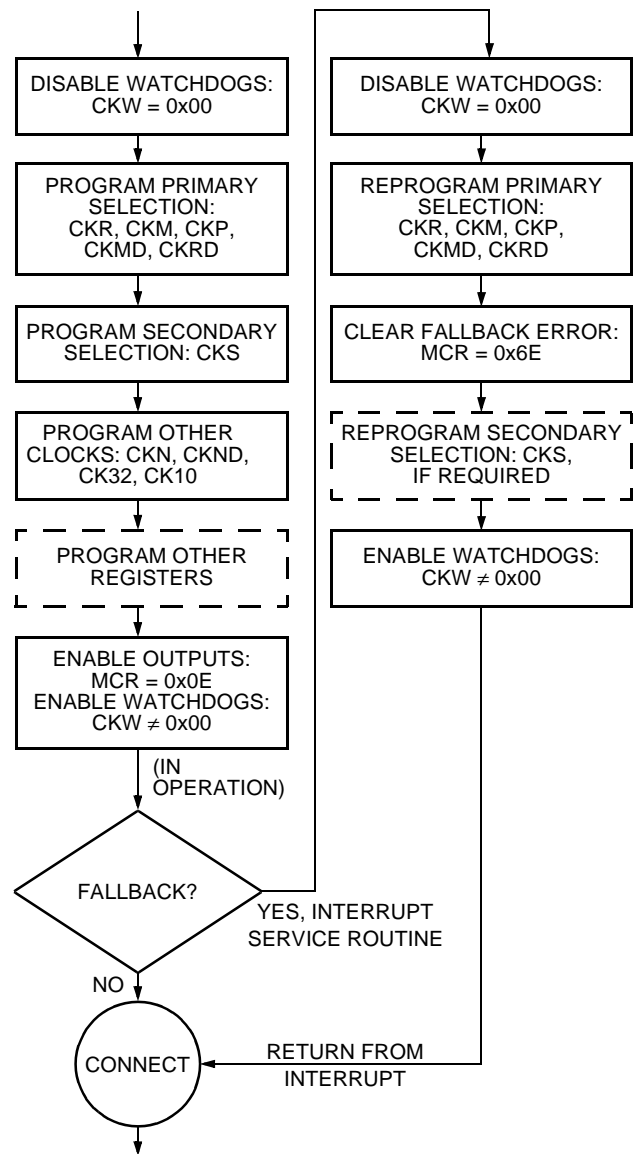 DISABLE WATCHDOGS:
CKW = 0x00
PROGRAM PRIMARY
SELECTION:
CKR, CKM, CKP,
CKMD, CKRD
PROGRAM SECONDARY
SELECTION: CKS
PROGRAM OTHER
CLOCKS: CKN, CKND,
CK32, CK10
PROGRAM OTHER
REGISTERS
ENABLE OUTPUTS:
MCR = 0x0E
ENABLE WATCHDOGS:
CKW ≠ 0x00
(IN
OPERATION)
FALLBACK?
YES, INTERRUPT
SERVICE ROUTINE
NO
CONNECT
DISABLE WATCHDOGS:
CKW = 0x00
REPROGRAM PRIMARY
SELECTION:
CKR, CKM, CKP,
CKMD, CKRD
CLEAR FALLBACK ERROR:
MCR = 0x6E
REPROGRAM SECONDARY
SELECTION: CKS,
IF REQUIRED
ENABLE WATCHDOGS:
CKW ≠ 0x00
RETURN FROM
INTERRUPT